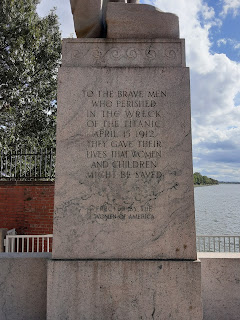 TO THE BRAVE MEN
WHO PERISHED
IN THE WRECK
OF THE TITANIC
APRIL 15 1912
THEY GAVE THEIR
LIVES THAT WOMEN
AND CHILDREN
MIGHT BE SAVED
ERECTED BY THE
WOMEN OF AMERICA